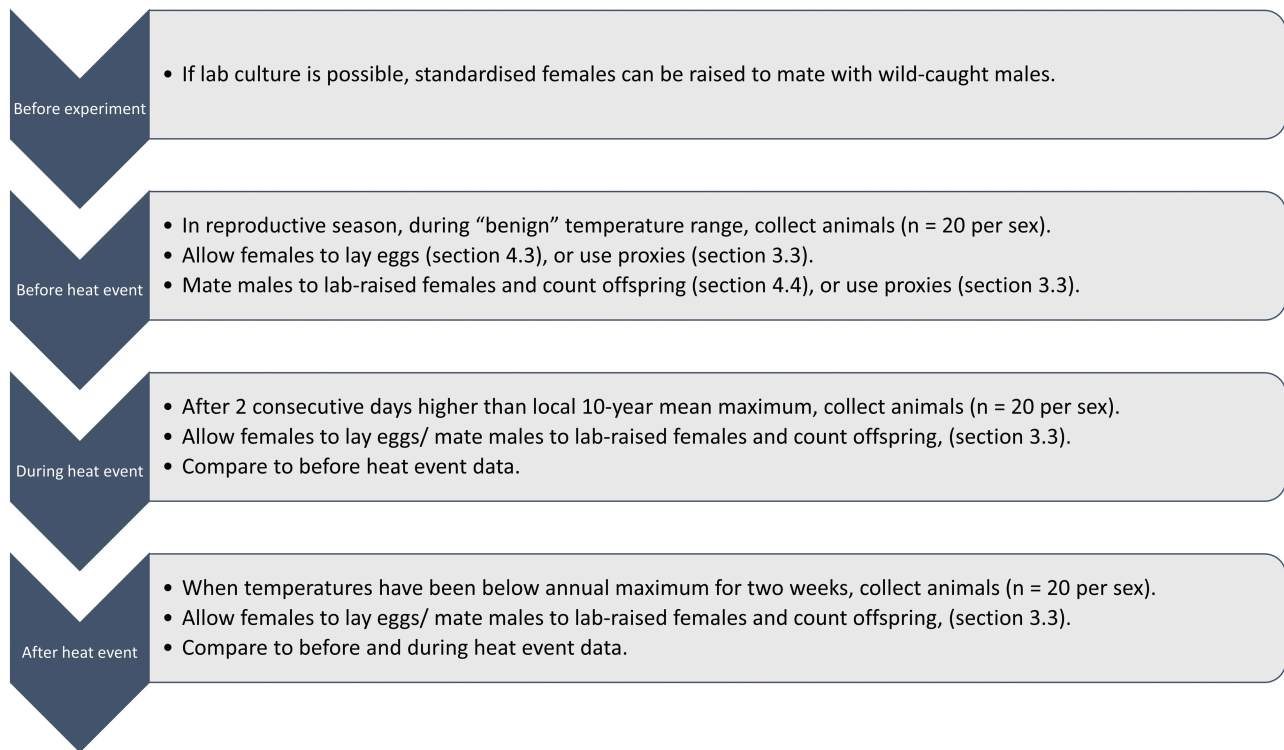 Before experiment
• If lab culture is possible, standardised females can be raised to mate with wild-caught males.
Before heat event
• In reproductive season, during “benign” temperature range, collect animals (n = 20 per sex).
• Allow females to lay eggs (section 4.3), or use proxies (section 3.3).
• Mate males to lab-raised females and count offspring (section 4.4), or use proxies (section 3.3).
During heat event
• After 2 consecutive days higher than local 10-year mean maximum, collect animals (n = 20 per sex).
• Allow females to lay eggs/ mate males to lab-raised females and count offspring, (section 3.3).
• Compare to before heat event data.
After heat event
• When temperatures have been below annual maximum for two weeks, collect animals (n = 20 per sex).
• Allow females to lay eggs/ mate males to lab-raised females and count offspring, (section 3.3).
• Compare to before and during heat event data.